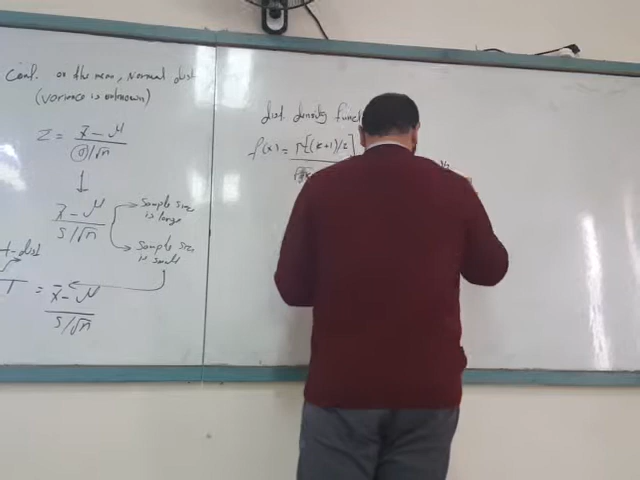 Conf. on the mean, Normal dist
(variance is unknown)
Z = x̄ - μ / σ/√n
x̄ - μ / s/√n
Sample size
is large
Sample size
is small
t-dist
T = x̄ - μ / s/√n
dist. density funct
f(x) = Γ[(k+1)/2]